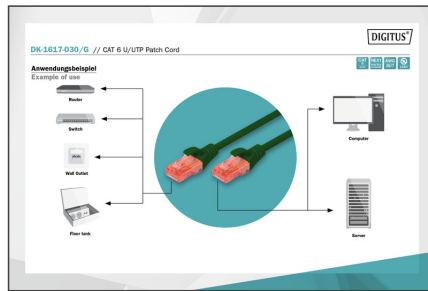 DIGITUS®
DK-1617-030/G // CAT 6 U/UTP Patch Cord
Anwendungsbeispiel
Example of use
Router
Switch
Wall Outlet
Floor tank
Computer
Server